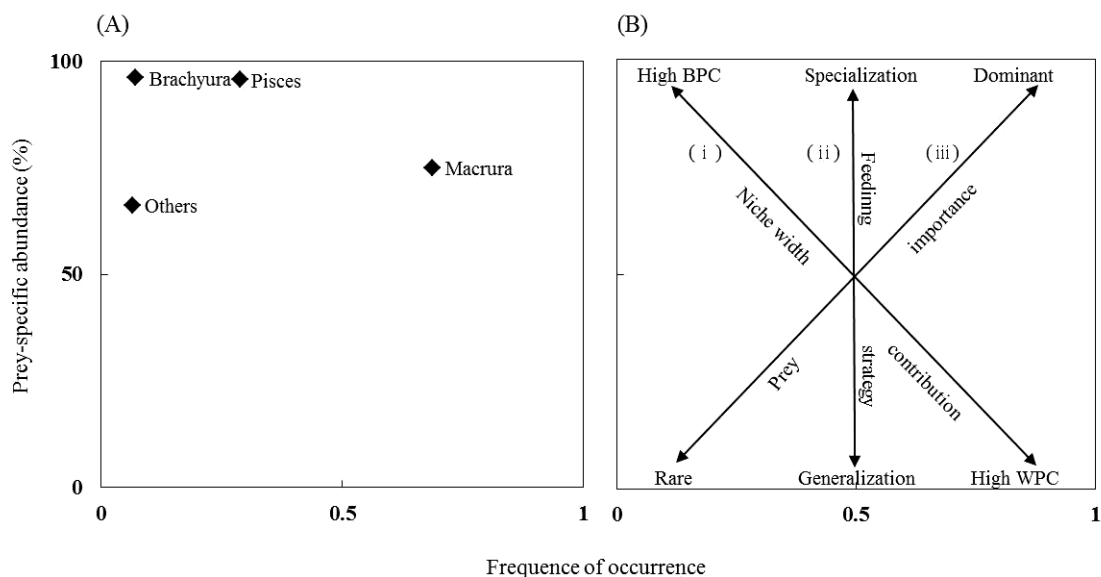 (A)
(B)
Prey-specific abundance (%)
100
50
0
0
0.5
1
Brachyura
Pisces
Macrura
Others
High BPC
Specialization
Dominant
( i )
( ii )
( iii )
Niche width
Feedinng
importance
Prey
strategy
contribution
Rare
Generalization
High WPC
0
0.5
1
Frequence of occurrence